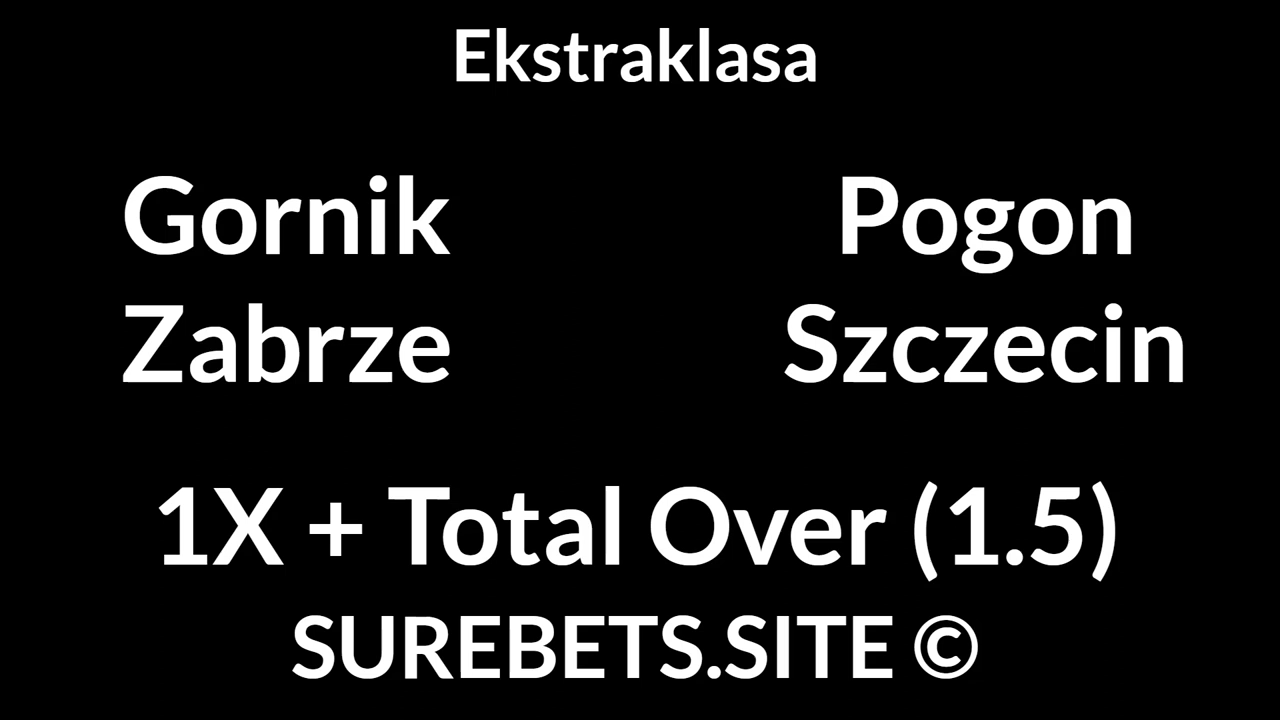 Ekstraklasa
Gornik
Zabrze
Pogon
Szczecin
1X + Total Over (1.5)
SUREBETS.SITE ©